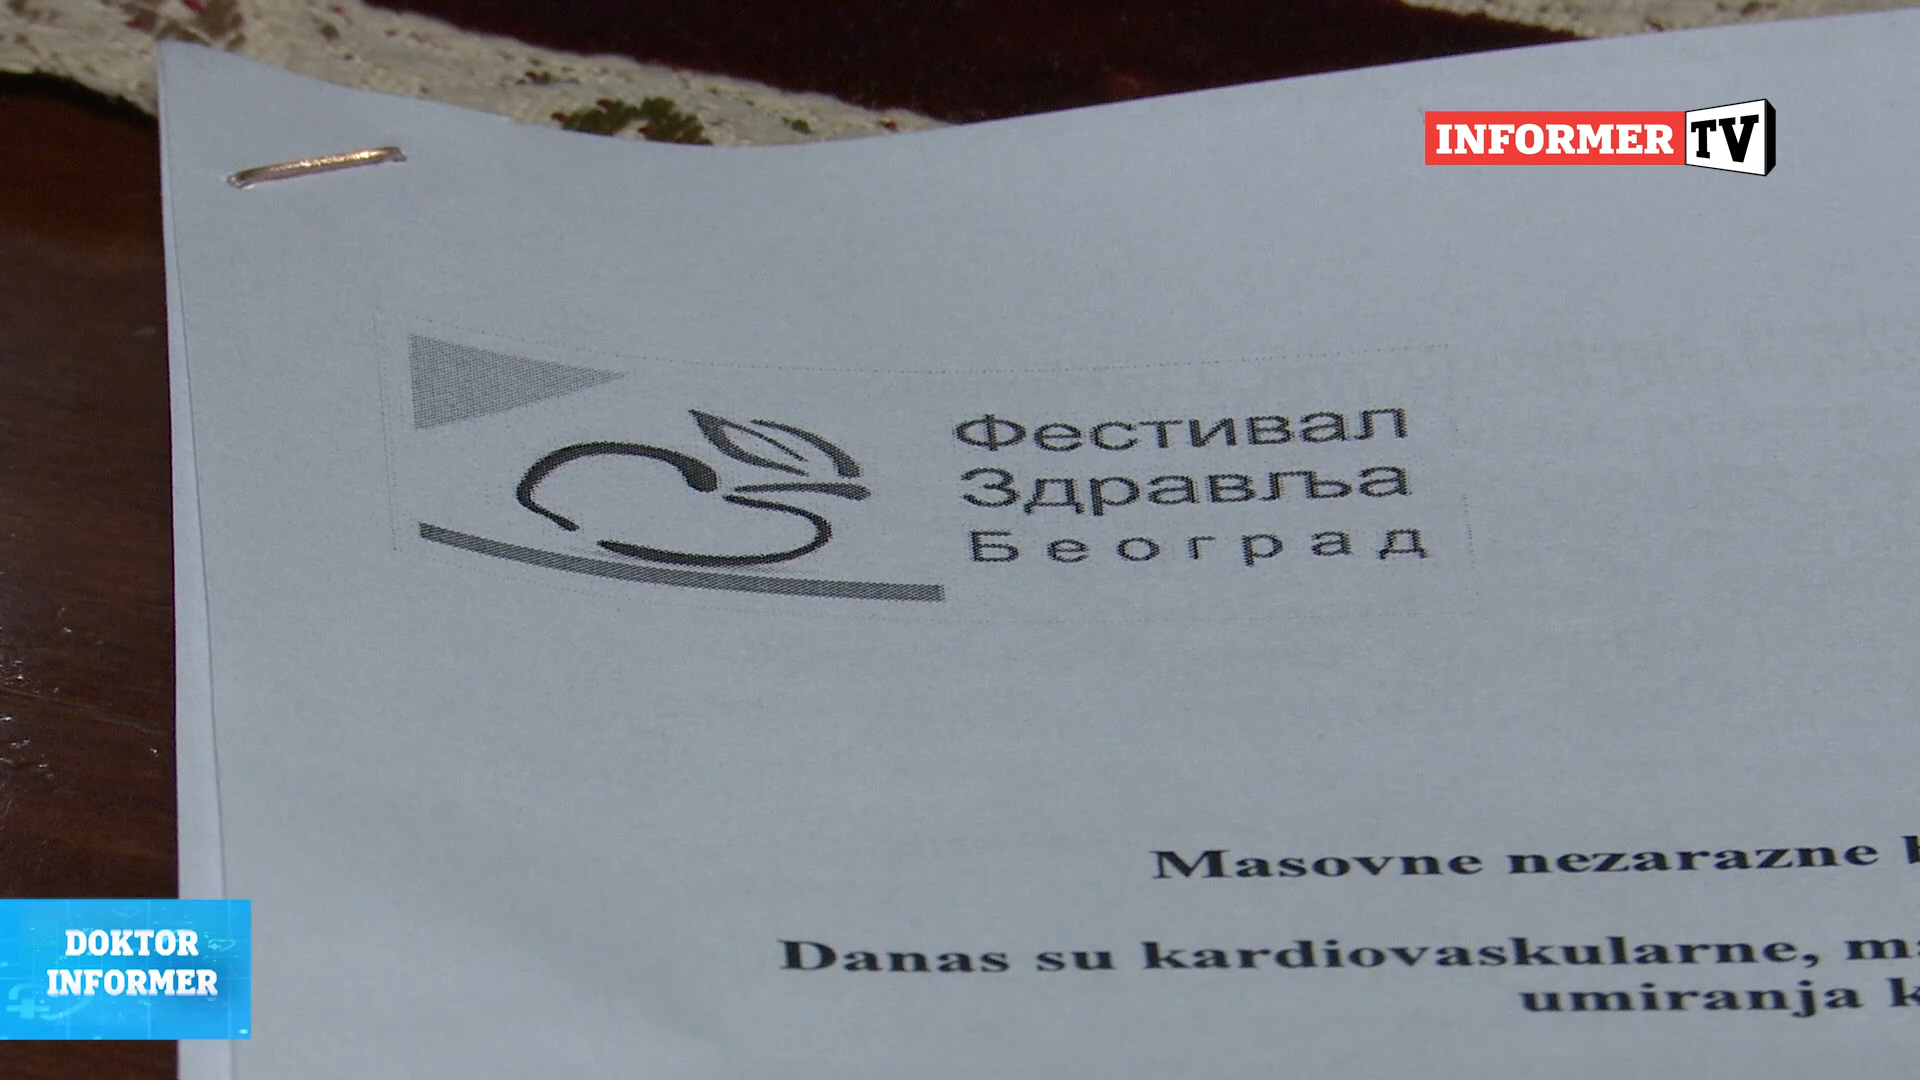 INFORMER TV
Фестивал
Здравља
Београд
Masovne nezarazne
Danas su kardiovaskularne,
umiranja
DOKTOR
INFORMER